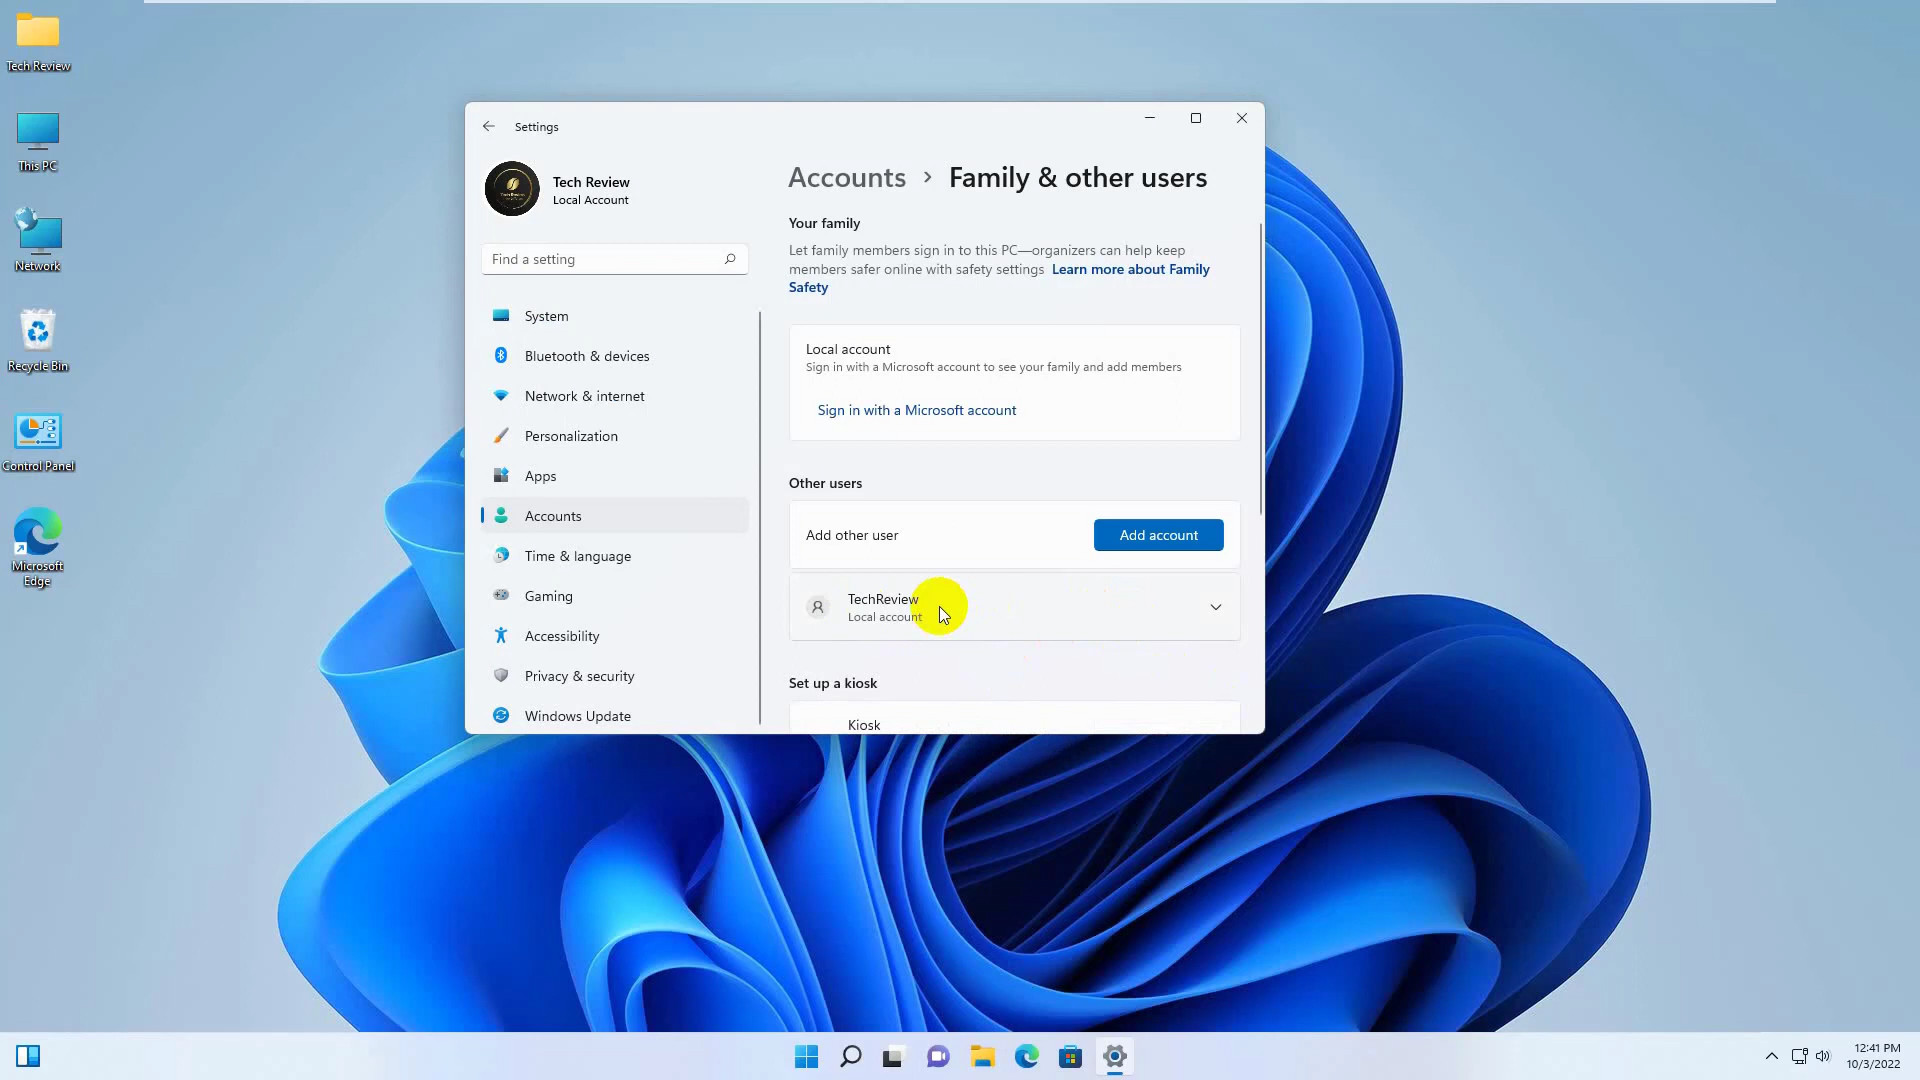 Tech Review
This PC
Network
Recycle Bin
Control Panel
Microsoft
Edge
Settings
Tech Review
Local Account
Find a setting
System
Bluetooth & devices
Network & internet
Personalization
Apps
Accounts
Time & language
Gaming
Accessibility
Privacy & security
Windows Update
Accounts > Family & other users
Your family
Let family members sign in to this PC—organizers can help keep
members safer online with safety settings Learn more about Family
Safety
Local account
Sign in with a Microsoft account to see your family and add members
Sign in with a Microsoft account
Other users
Add other user
Add account
TechReview
Local account
Set up a kiosk
Kiosk
12:41 PM
10/3/2022